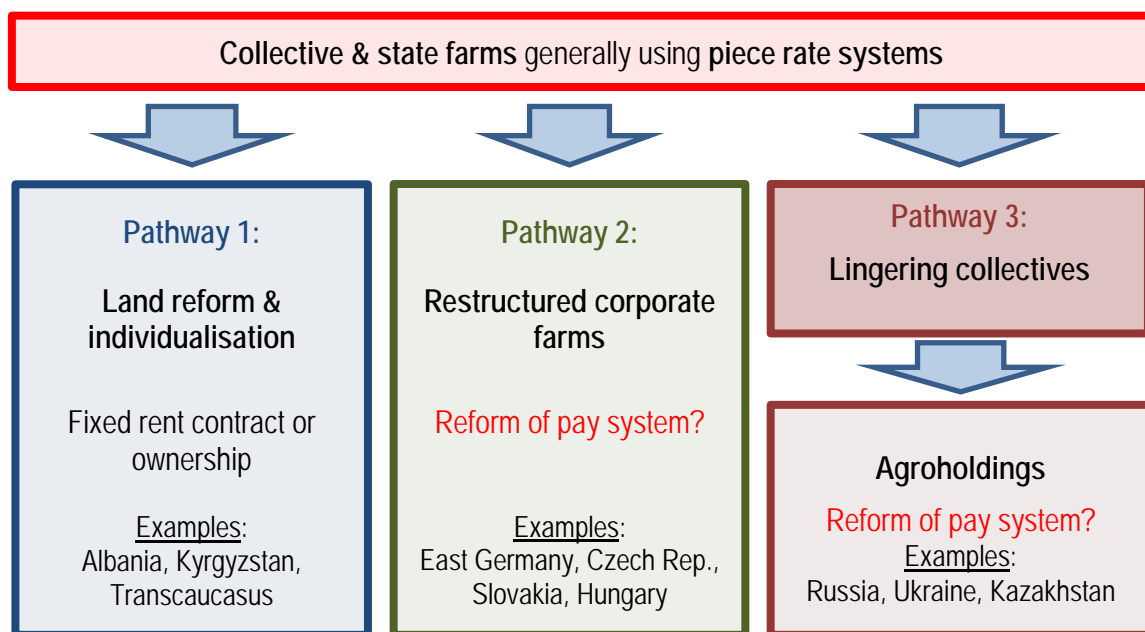 Collective & state farms generally using piece rate systems
Pathway 1:
Land reform &
individualisation
Fixed rent contract or
ownership
Examples:
Albania, Kyrgyzstan,
Transcaucasus
Pathway 2:
Restructured corporate
farms
Reform of pay system?
Examples:
East Germany, Czech Rep.,
Slovakia, Hungary
Pathway 3:
Lingering collectives
Agroholdings
Reform of pay system?
Examples:
Russia, Ukraine, Kazakhstan